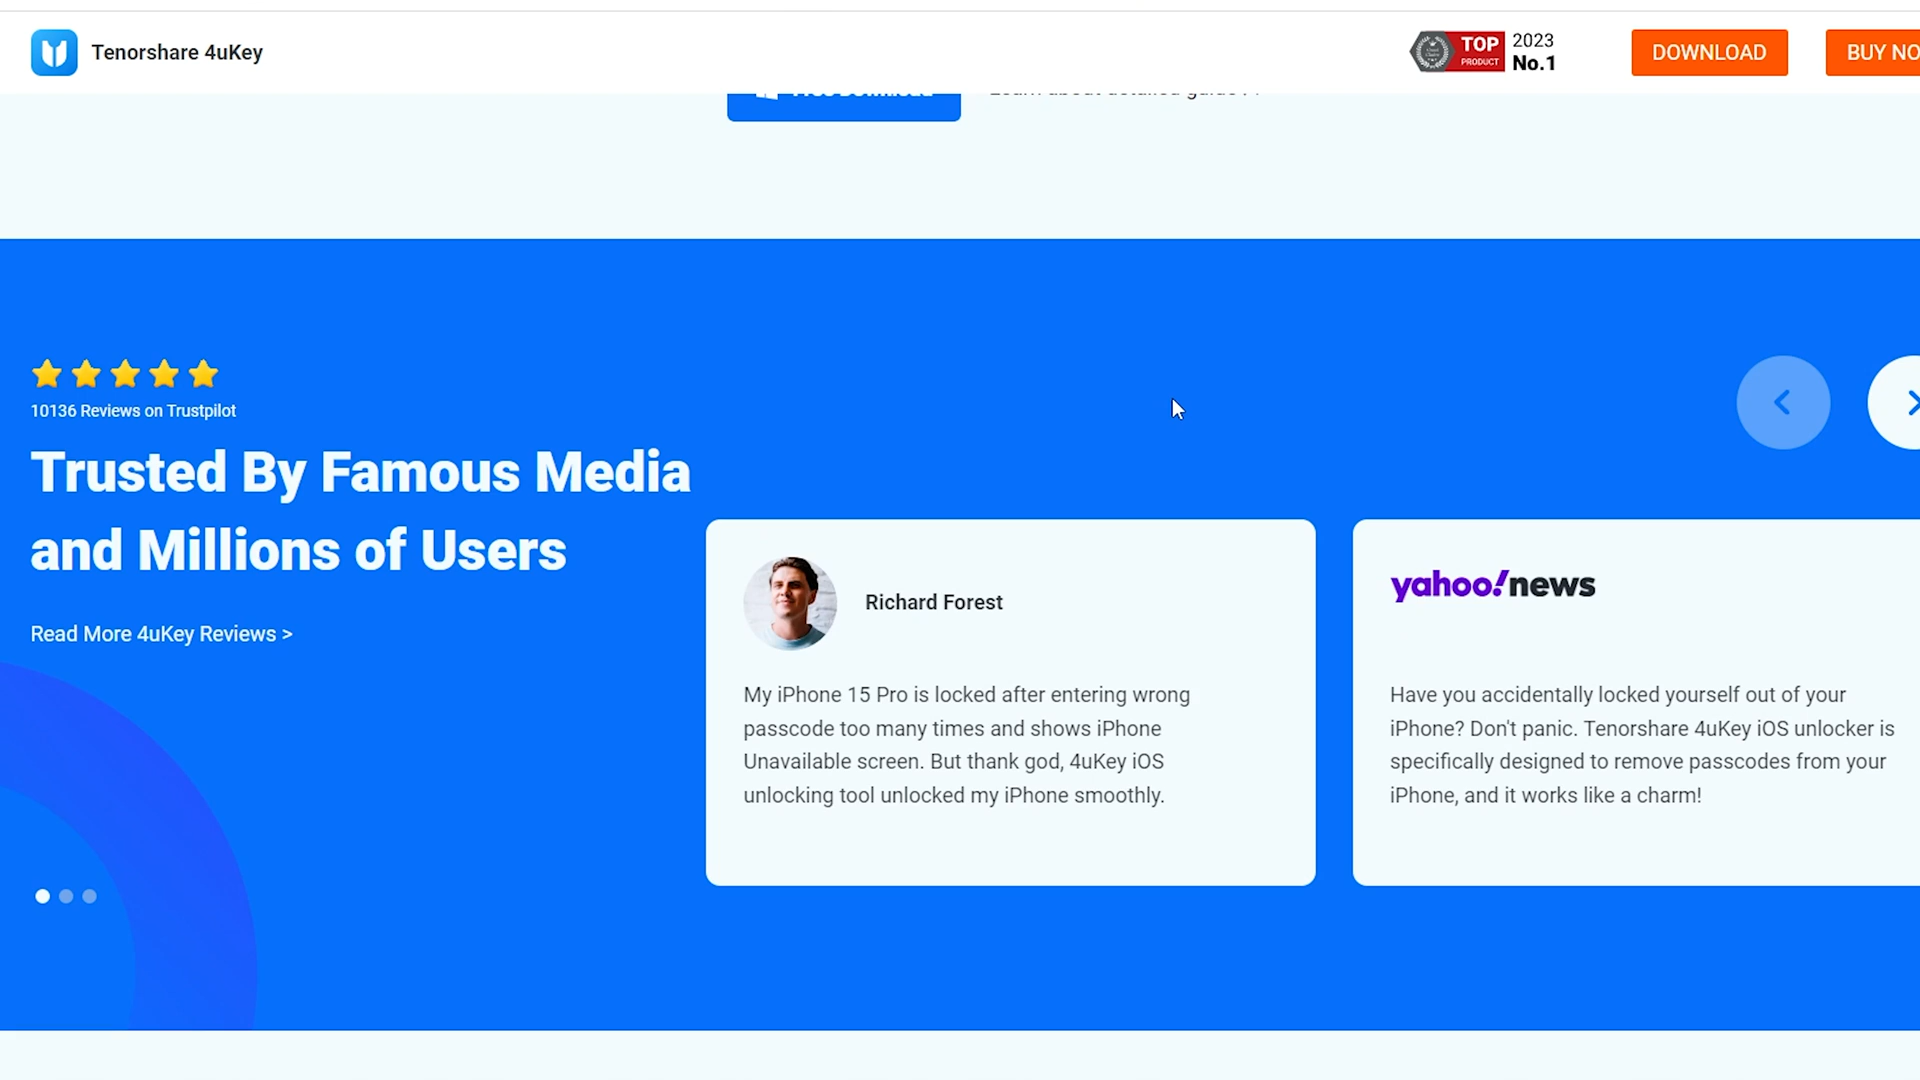 Tenorshare 4uKey
TOP
PRODUCT
2023
No.1
DOWNLOAD
BUY NO
10136 Reviews on Trustpilot
Trusted By Famous Media
and Millions of Users
Read More 4uKey Reviews >
Richard Forest
My iPhone 15 Pro is locked after entering wrong
passcode too many times and shows iPhone
Unavailable screen. But thank god, 4uKey iOS
unlocking tool unlocked my iPhone smoothly.
yahoo!news
Have you accidentally locked yourself out of your
iPhone? Don't panic. Tenorshare 4uKey iOS unlocker is
specifically designed to remove passcodes from your
iPhone, and it works like a charm!